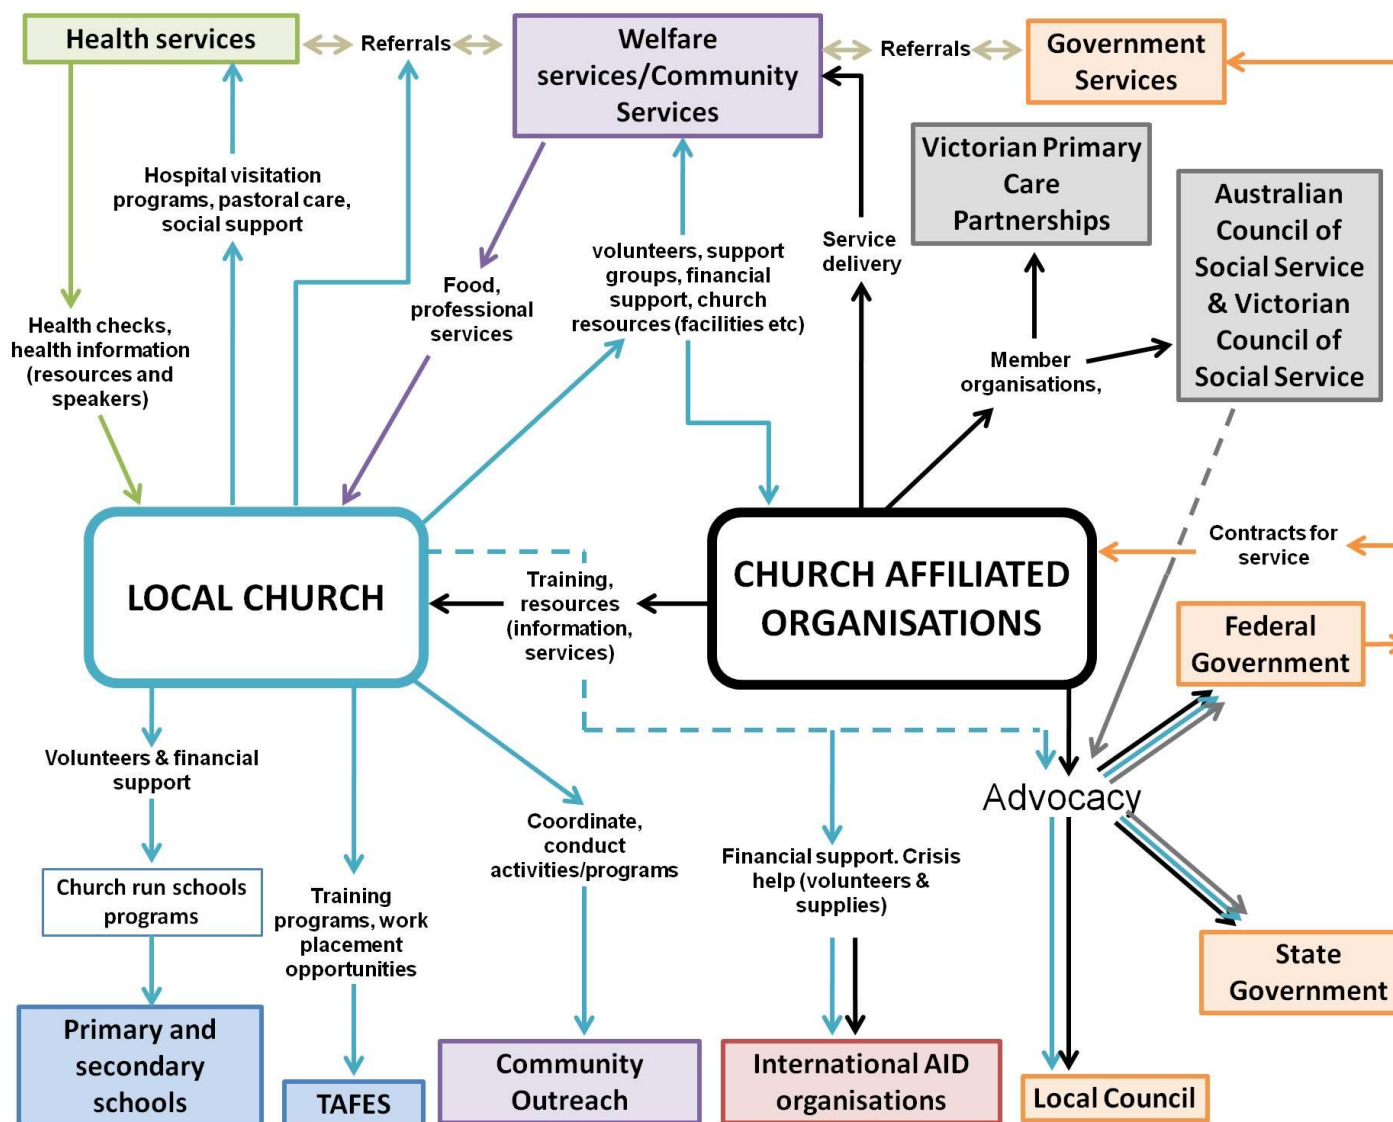 Health services
Referrals
Welfare
services/Community
Services
Referrals
Government
Services
Victorian Primary
Care
Partnerships
Australian
Council of
Social Service
& Victorian
Council of
Social Service
Hospital visitation
programs, pastoral care,
social support
volunteers, support
groups, financial
support, church
resources (facilities etc)
Service
delivery
Food,
professional
services
Health checks,
health information
(resources and
speakers)
Member
organisations,
Contracts for
service
LOCAL CHURCH
Training,
resources
(information,
services)
CHURCH AFFILIATED
ORGANISATIONS
Federal
Government
Volunteers & financial
support
Advocacy
Coordinate,
conduct
activities/programs
Financial support. Crisis
help (volunteers &
supplies)
Church run schools
programs
Training
programs, work
placement
opportunities
State
Government
Primary and
secondary
schools
TAFES
Community
Outreach
International AID
organisations
Local Council